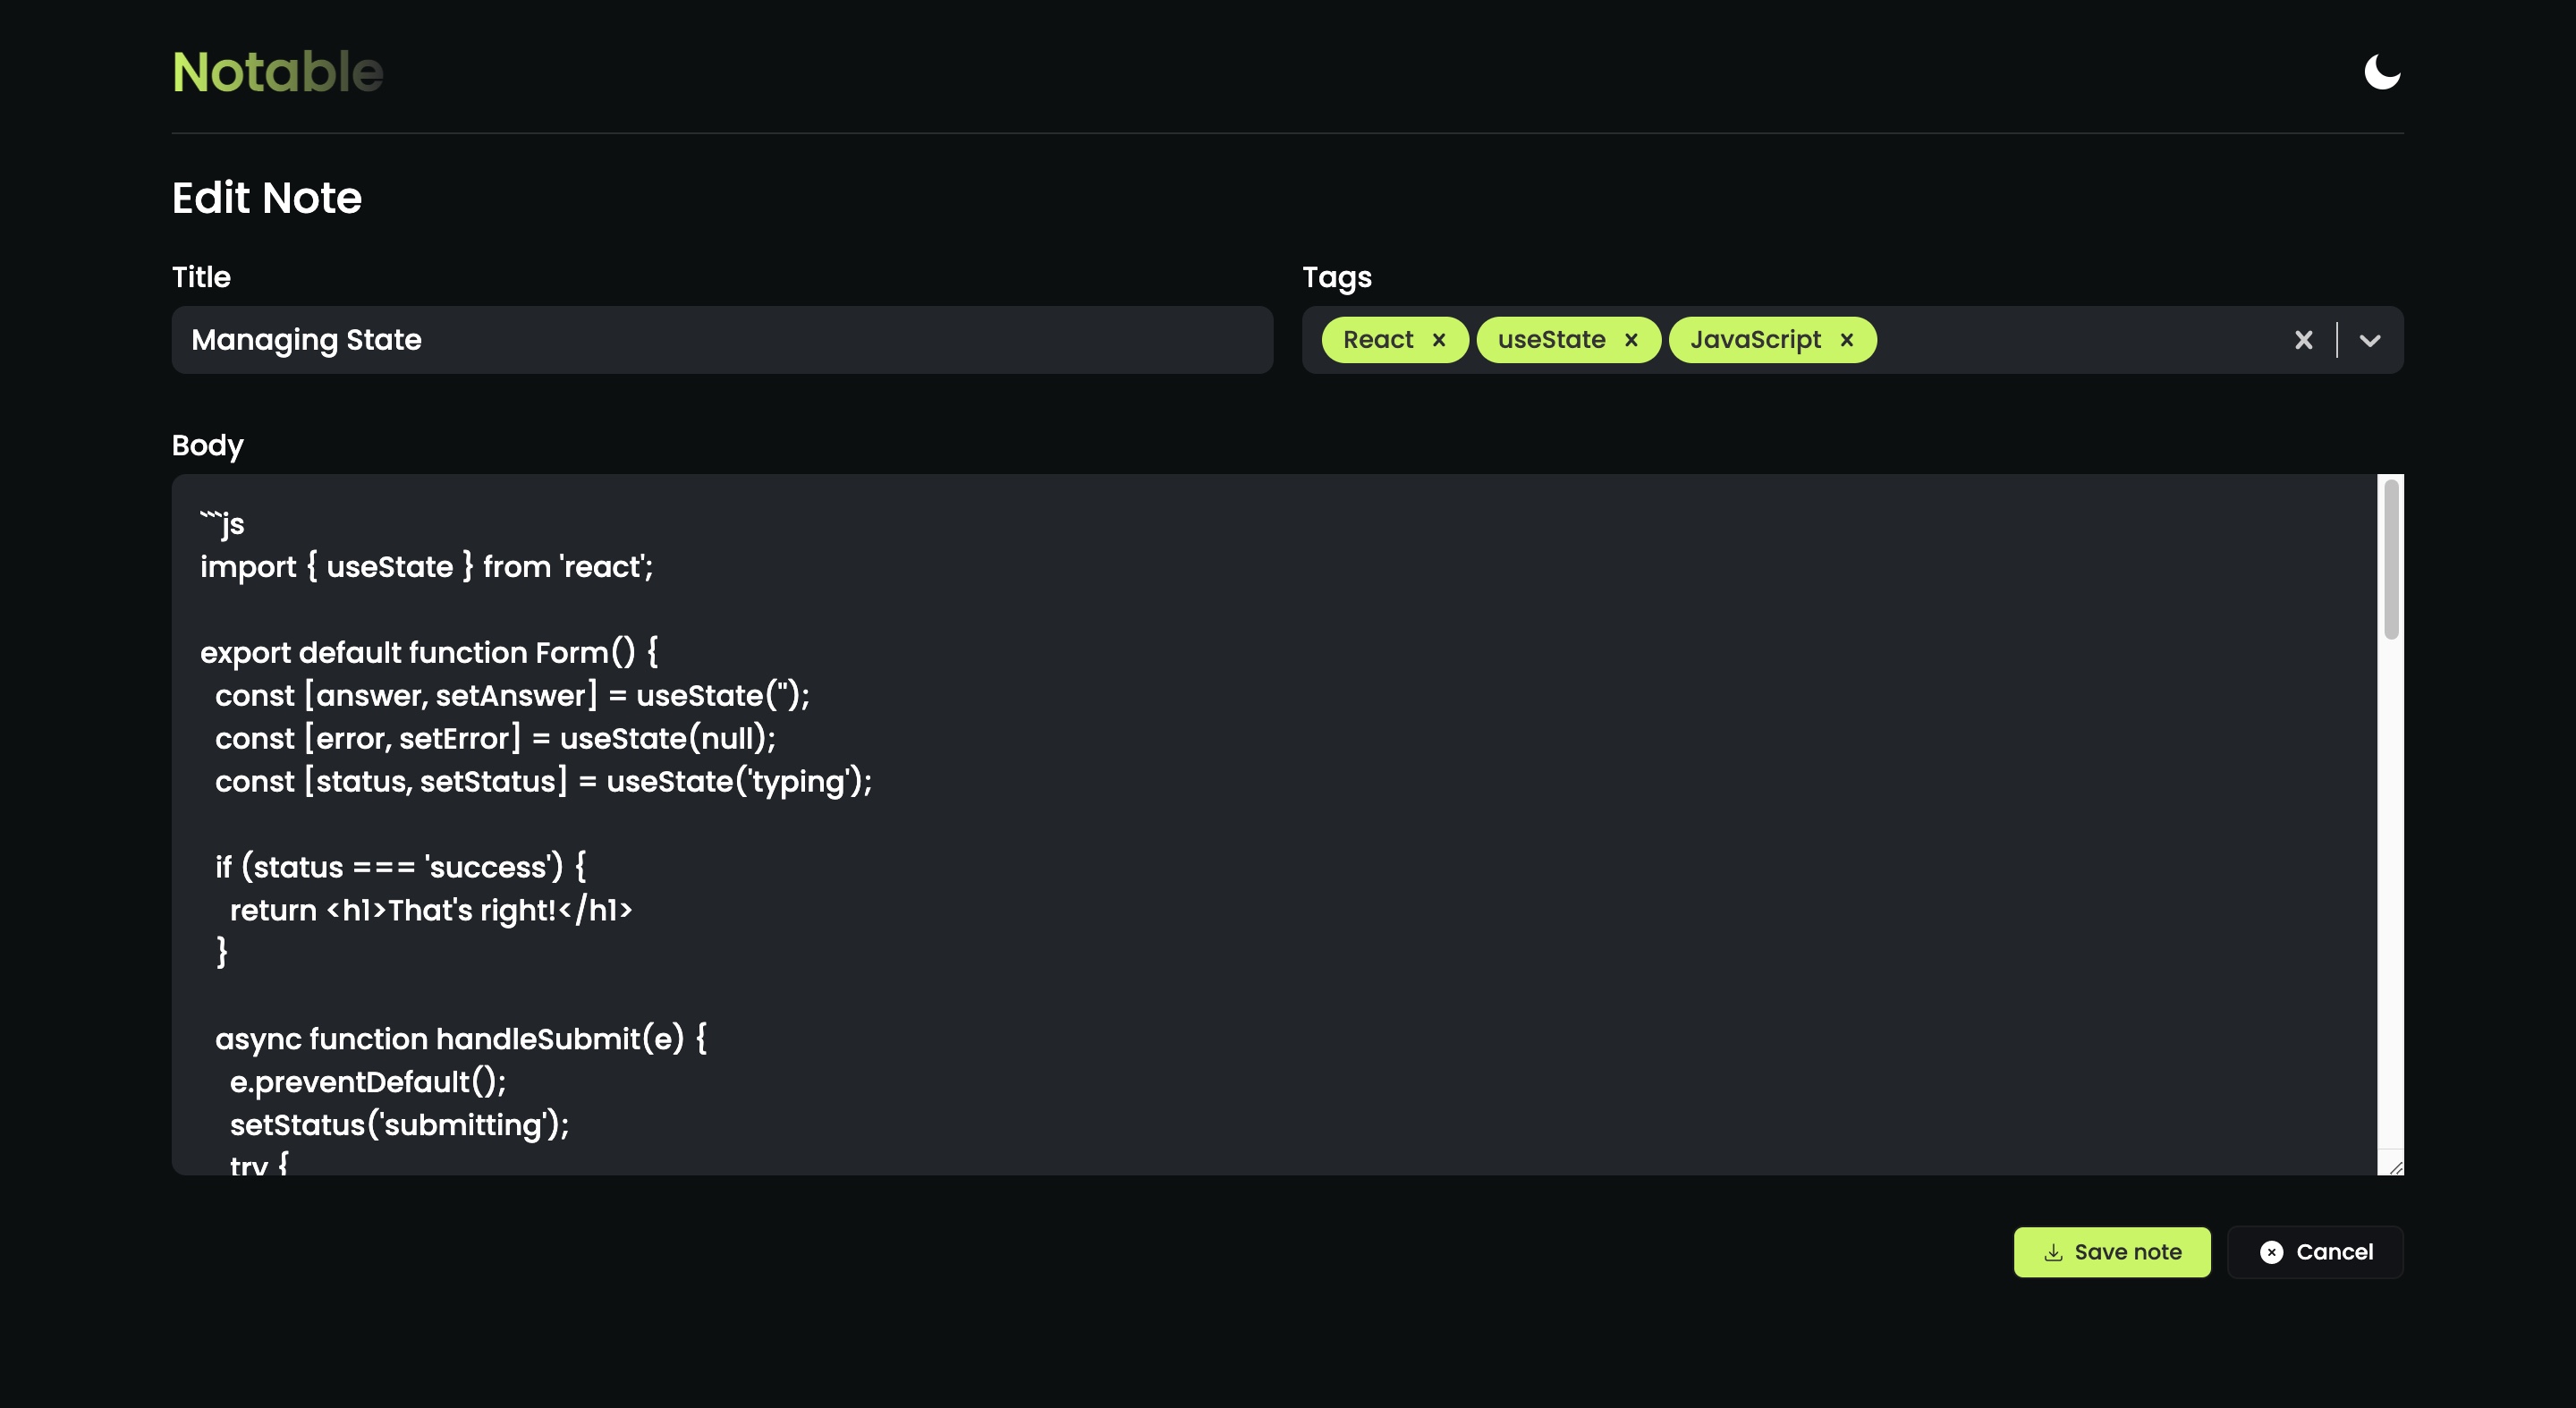 Notable
Edit Note
Title
Tags
Managing State
React useState JavaScript
Body
```js
import { useState } from 'react';

export default function Form() {
  const [answer, setAnswer] = useState('');
  const [error, setError] = useState(null);
  const [status, setStatus] = useState('typing');

  if (status === 'success') {
    return <h1>That's right!</h1>
  }

  async function handleSubmit(e) {
    e.preventDefault();
    setStatus('submitting');
    try {
Save note
Cancel